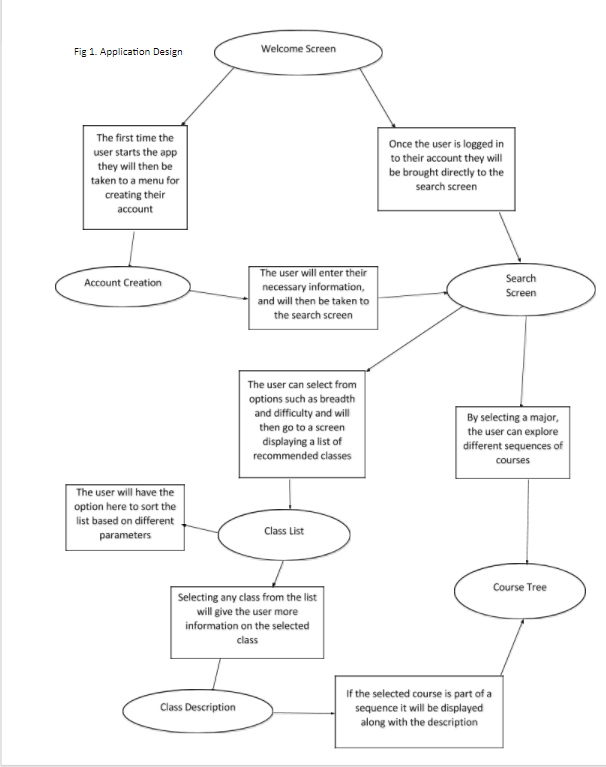 Fig 1. Application Design
Welcome Screen
The first time the
user starts the app
they will then be
taken to a menu for
creating their
account
Once the user is logged in
to their account they will
be brought directly to the
search screen
Account Creation
The user will enter their
necessary information,
and will then be taken to
the search screen
Search
Screen
The user can select from
options such as breadth
and difficulty and will
then go to a screen
displaying a list of
recommended classes
By selecting a major,
the user can explore
different sequences of
courses
The user will have the
option here to sort the
list based on different
parameters
Class List
Selecting any class from the list
will give the user more
information on the selected
class
Course Tree
Class Description
If the selected course is part of a
sequence it will be displayed
along with the description